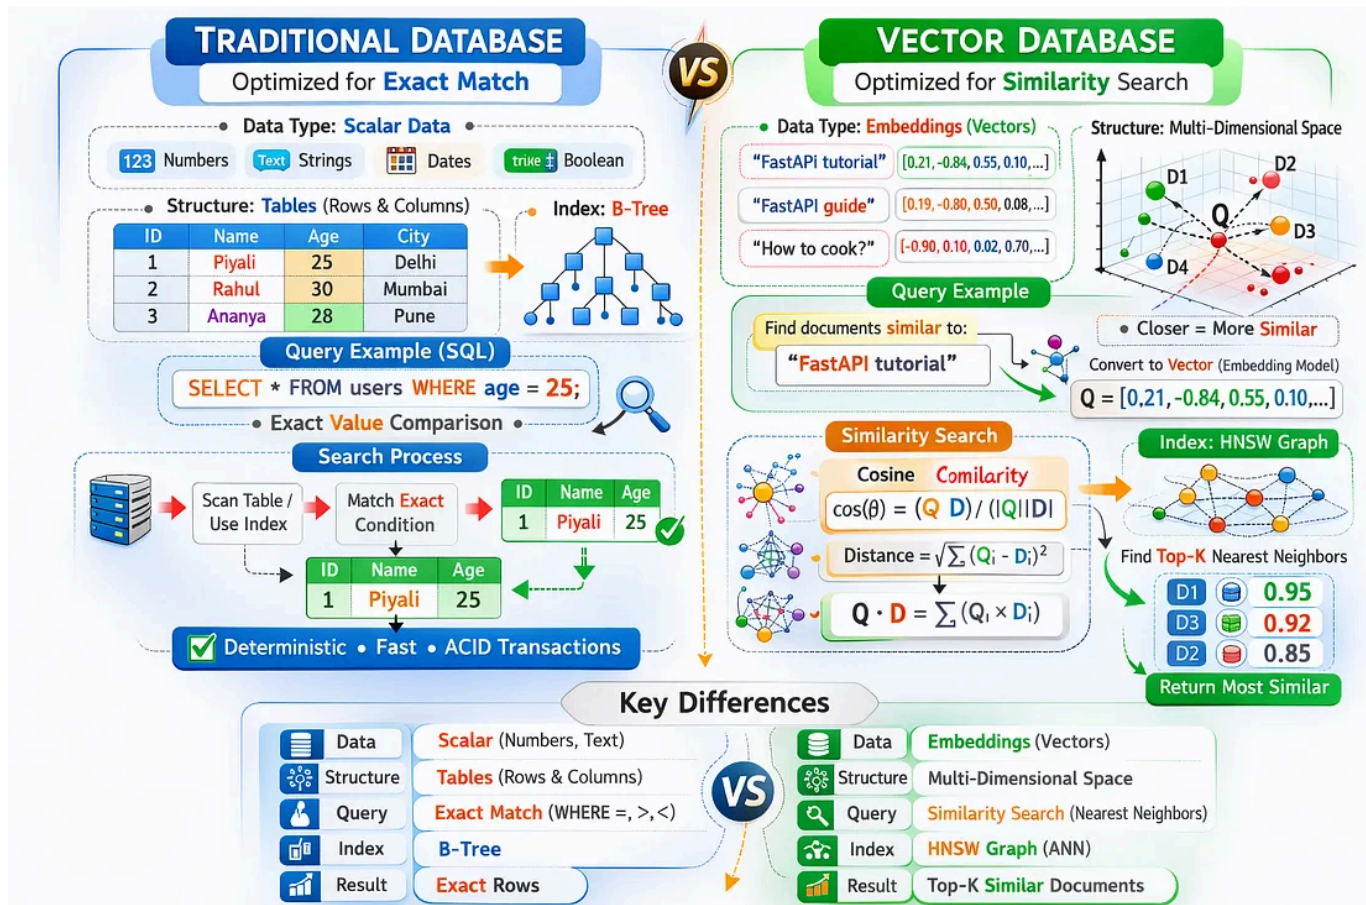 TRADITIONAL DATABASE
Optimized for Exact Match
VS
VECTOR DATABASE
Optimized for Similarity Search
Data Type: Scalar Data
123 Numbers
Text Strings
Dates
trike Boolean
Structure: Tables (Rows & Columns)
ID Name Age City
1 Piyali 25 Delhi
2 Rahul 30 Mumbai
3 Ananya 28 Pune
Index: B-Tree
Query Example (SQL)
SELECT * FROM users WHERE age = 25;
Exact Value Comparison
Search Process
Scan Table /
Use Index
Match Exact
Condition
ID Name Age
1 Piyali 25
ID Name Age
1 Piyali 25
Deterministic • Fast • ACID Transactions
Data Type: Embeddings (Vectors)
"FastAPI tutorial" [0.21, -0.84, 0.55, 0.10,...]
"FastAPI guide" [0.19, -0.80, 0.50, 0.08,...]
"How to cook?" [-0.90, 0.10, 0.02, 0.70,...]
Structure: Multi-Dimensional Space
D1
D2
Q
D3
D4
• Closer = More Similar
Query Example
Find documents similar to:
"FastAPI tutorial"
Convert to Vector (Embedding Model)
Q = [0.21, -0.84, 0.55, 0.10,...]
Similarity Search
Cosine Comilarity
cos(θ) = (Q D) / (|Q||D|
Distance = √∑ (Qi - Di)²
Q · D = ∑ (Qi × Di)
Index: HNSW Graph
Find Top-K Nearest Neighbors
D1 0.95
D3 0.92
D2 0.85
Return Most Similar
Key Differences
Data Scalar (Numbers, Text)
Structure Tables (Rows & Columns)
Query Exact Match (WHERE =, >, <)
Index B-Tree
Result Exact Rows
VS
Data Embeddings (Vectors)
Structure Multi-Dimensional Space
Query Similarity Search (Nearest Neighbors)
Index HNSW Graph (ANN)
Result Top-K Similar Documents